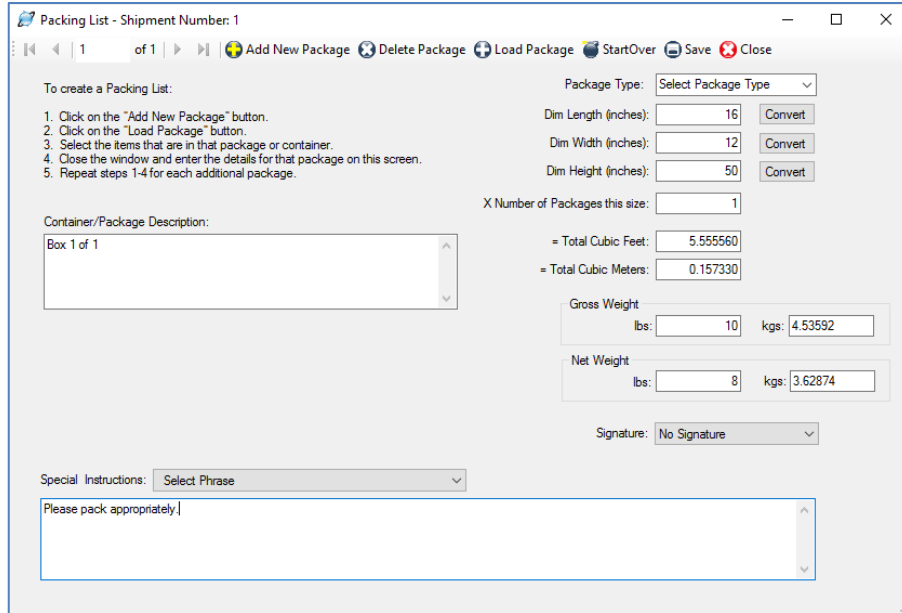 Packing List - Shipment Number: 1
1 of 1 Add New Package Delete Package Load Package StartOver Save Close
To create a Packing List:
1. Click on the "Add New Package" button.
2. Click on the "Load Package" button.
3. Select the items that are in that package or container.
4. Close the window and enter the details for that package on this screen.
5. Repeat steps 1-4 for each additional package.
Container/Package Description:
Box 1 of 1
Package Type: Select Package Type
Dim Length (inches): 16 Convert
Dim Width (inches): 12 Convert
Dim Height (inches): 50 Convert
X Number of Packages this size: 1
= Total Cubic Feet: 5.555560
= Total Cubic Meters: 0.157330
Gross Weight
lbs: 10 kgs: 4.53592
Net Weight
lbs: 8 kgs: 3.62874
Signature: No Signature
Special Instructions: Select Phrase
Please pack appropriately.